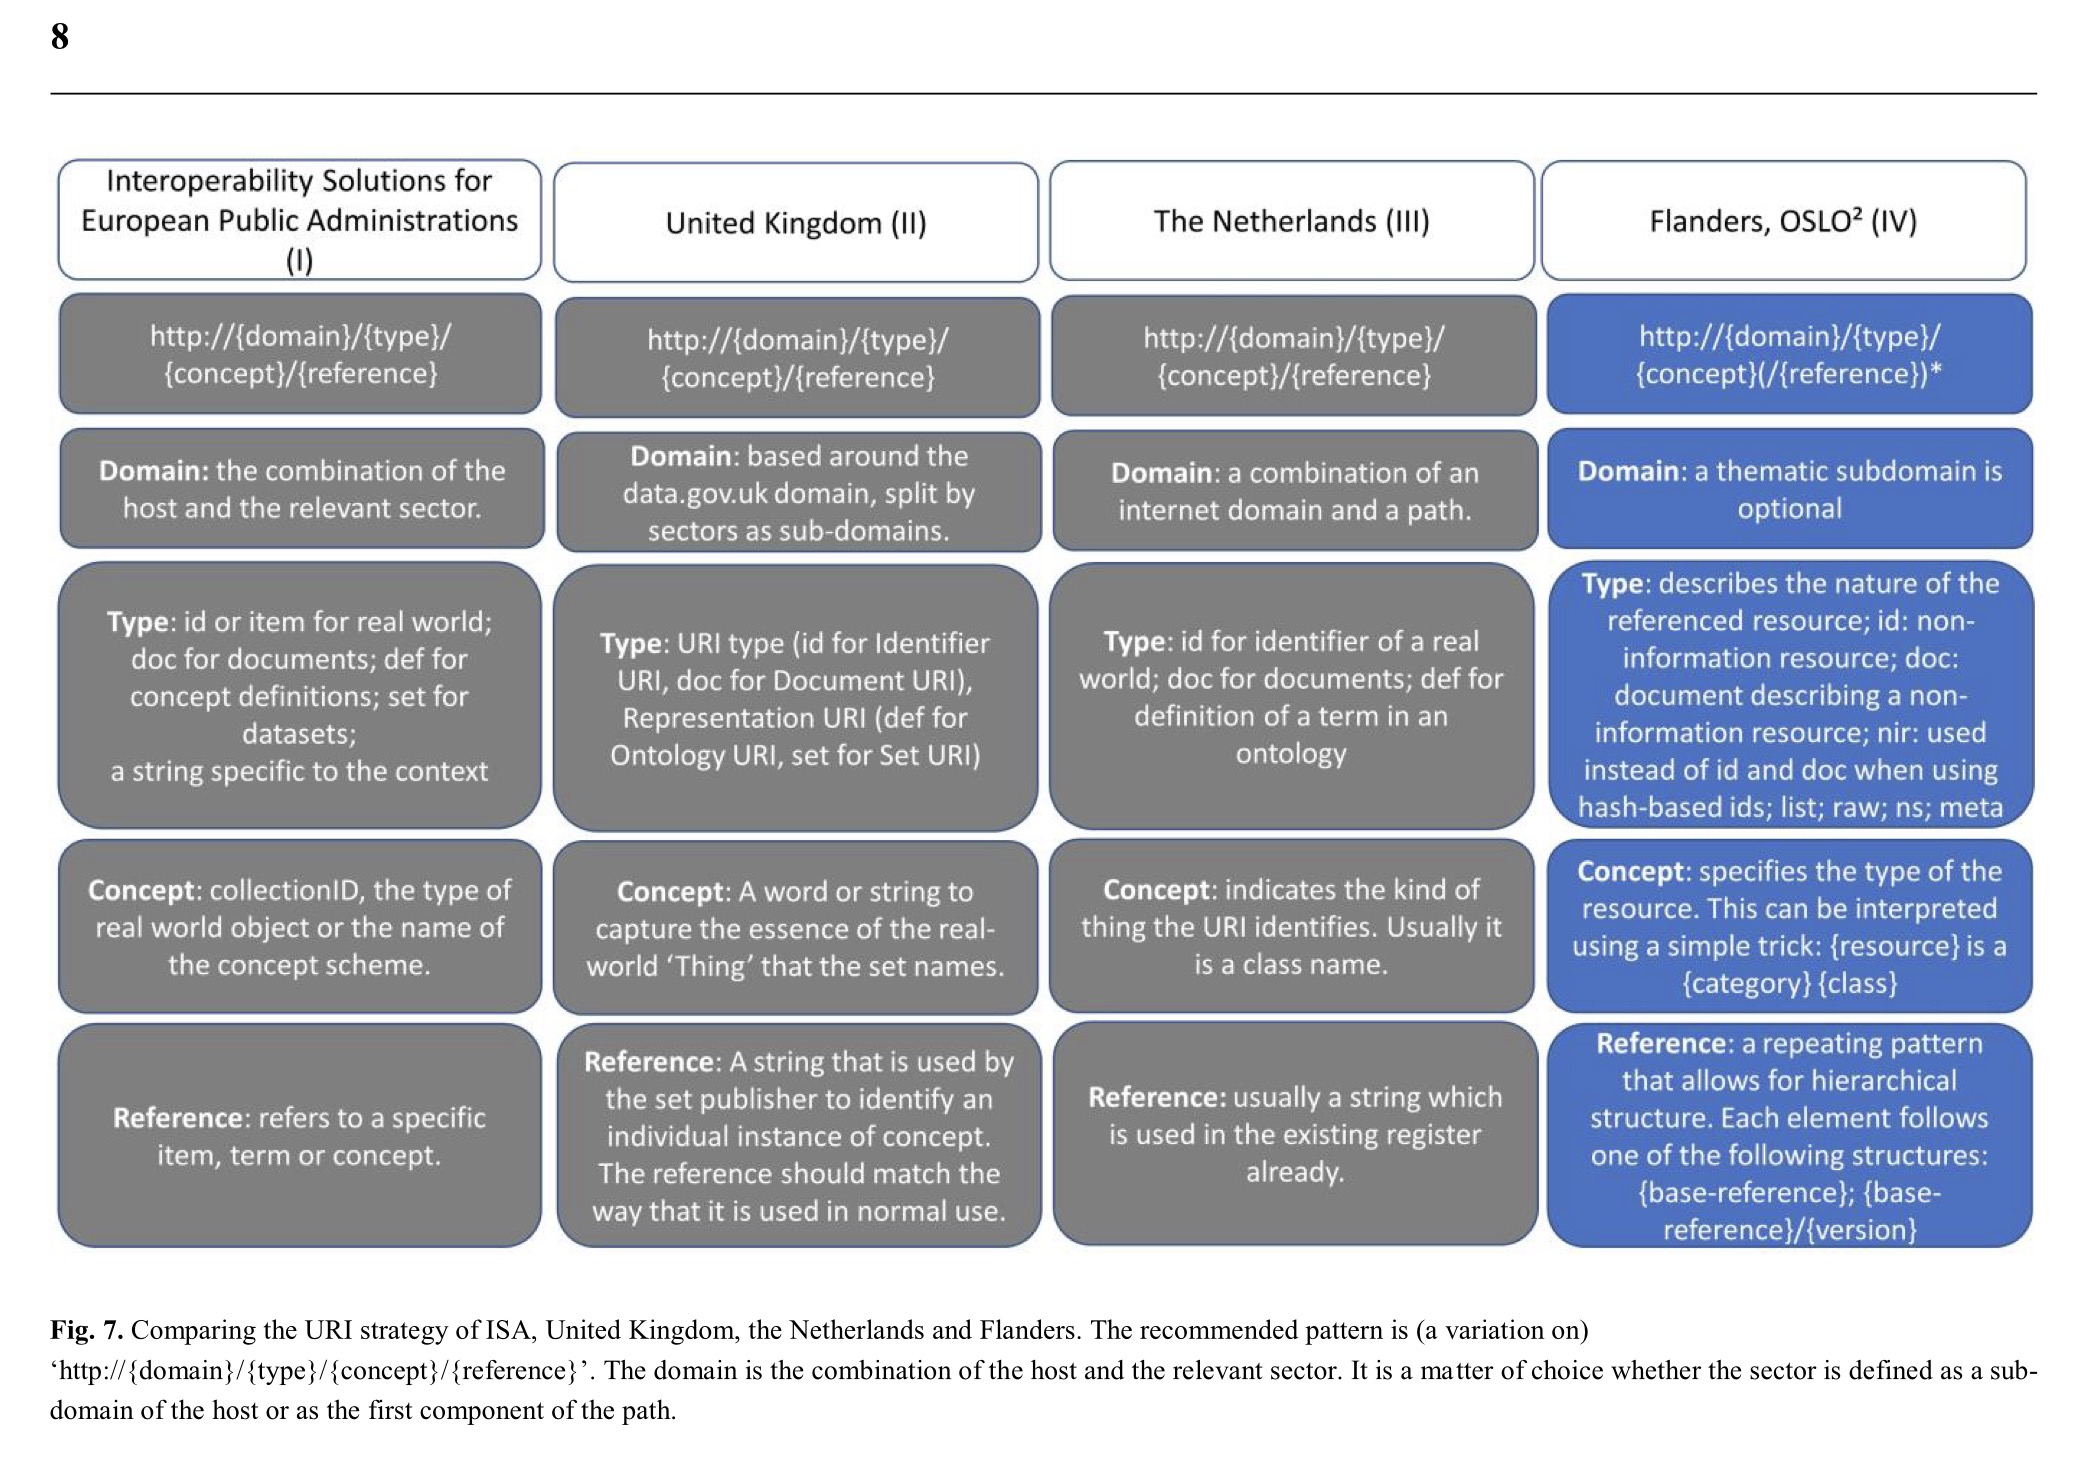 8
Interoperability Solutions for
European Public Administrations
(I)
United Kingdom (II)
The Netherlands (III)
Flanders, OSLO² (IV)
http://{domain}/{type}/
{concept}/{reference}
http://{domain}/{type}/
{concept}/{reference}
http://{domain}/{type}/
{concept}/{reference}
http://{domain}/{type}/
{concept}(/{reference})*
Domain: the combination of the
host and the relevant sector.
Domain: based around the
data.gov.uk domain, split by
sectors as sub-domains.
Domain: a combination of an
internet domain and a path.
Domain: a thematic subdomain is
optional
Type: id or item for real world;
doc for documents; def for
concept definitions; set for
datasets;
a string specific to the context
Type: URI type (id for Identifier
URI, doc for Document URI),
Representation URI (def for
Ontology URI, set for Set URI)
Type: id for identifier of a real
world; doc for documents; def for
definition of a term in an
ontology
Type: describes the nature of the
referenced resource; id: non-
information resource; doc:
document describing a non-
information resource; nir: used
instead of id and doc when using
hash-based ids; list; raw; ns; meta
Concept: collectionID, the type of
real world object or the name of
the concept scheme.
Concept: A word or string to
capture the essence of the real-
world ‘Thing’ that the set names.
Concept: indicates the kind of
thing the URI identifies. Usually it
is a class name.
Concept: specifies the type of the
resource. This can be interpreted
using a simple trick: {resource} is a
{category} {class}
Reference: refers to a specific
item, term or concept.
Reference: A string that is used by
the set publisher to identify an
individual instance of concept.
The reference should match the
way that it is used in normal use.
Reference: usually a string which
is used in the existing register
already.
Reference: a repeating pattern
that allows for hierarchical
structure. Each element follows
one of the following structures:
{base-reference}; {base-
reference}/{version}
Fig. 7. Comparing the URI strategy of ISA, United Kingdom, the Netherlands and Flanders. The recommended pattern is (a variation on)
‘http://{domain}/{type}/{concept}/{reference}’. The domain is the combination of the host and the relevant sector. It is a matter of choice whether the sector is defined as a sub-
domain of the host or as the first component of the path.